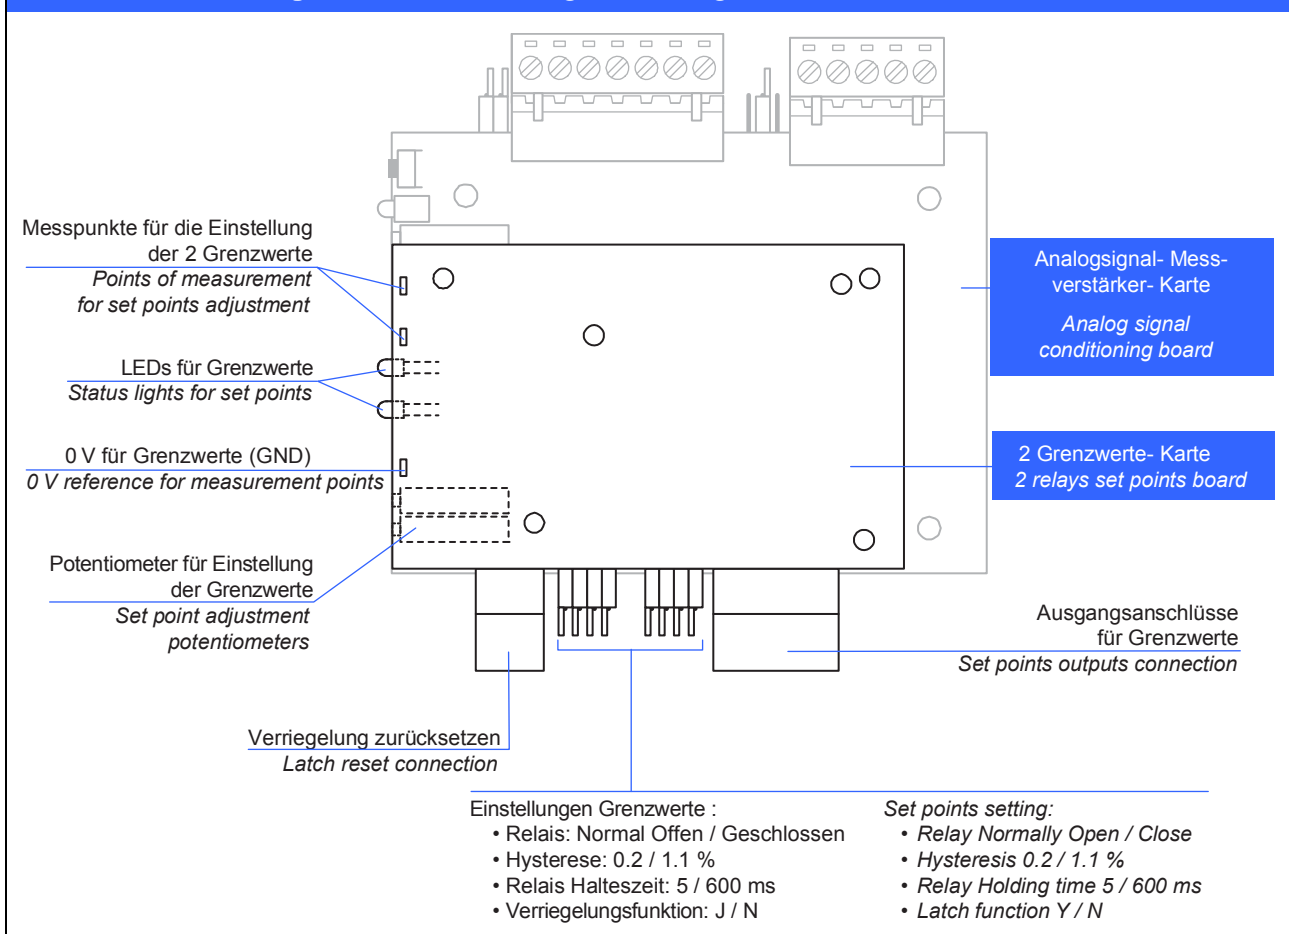 Messpunkte für die Einstellung
der 2 Grenzwerte
Points of measurement
for set points adjustment
LEDs für Grenzwerte
Status lights for set points
0 V für Grenzwerte (GND)
0 V reference for measurement points
Potentiometer für Einstellung
der Grenzwerte
Set point adjustment
potentiometers
Analogsignal- Mess-
verstärker- Karte
Analog signal
conditioning board
2 Grenzwerte- Karte
2 relays set points board
Ausgangsanschlüsse
für Grenzwerte
Set points outputs connection
Verriegelung zurücksetzen
Latch reset connection
Einstellungen Grenzwerte :
• Relais: Normal Offen / Geschlossen
• Hysterese: 0.2 / 1.1 %
• Relais Halteszeit: 5 / 600 ms
• Verriegelungsfunktion: J / N
Set points setting:
• Relay Normally Open / Close
• Hysteresis 0.2 / 1.1 %
• Relay Holding time 5 / 600 ms
• Latch function Y / N